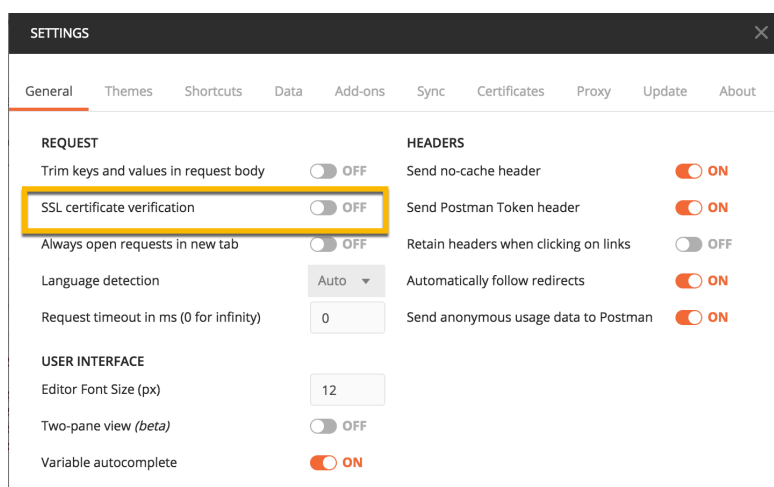 SETTINGS
General Themes Shortcuts Data Add-ons Sync Certificates Proxy Update About
REQUEST
Trim keys and values in request body OFF
SSL certificate verification OFF
Always open requests in new tab OFF
Language detection Auto
Request timeout in ms (0 for infinity) 0
USER INTERFACE
Editor Font Size (px) 12
Two-pane view (beta) OFF
Variable autocomplete ON
HEADERS
Send no-cache header ON
Send Postman Token header ON
Retain headers when clicking on links OFF
Automatically follow redirects ON
Send anonymous usage data to Postman ON